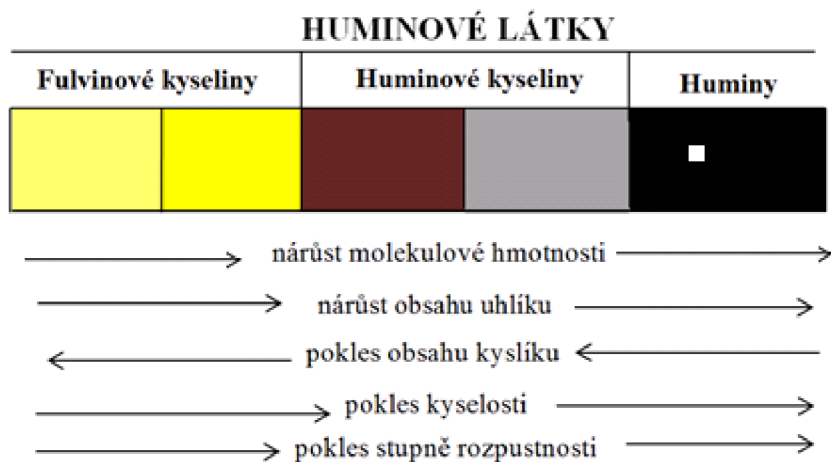 HUMINOVÉ LÁTKY
Fulvinové kyseliny Huminové kyseliny Huminy
nárůst molekulové hmotnosti
nárůst obsahu uhlíku
pokles obsahu kyslíku
pokles kyselosti
pokles stupně rozpustnosti